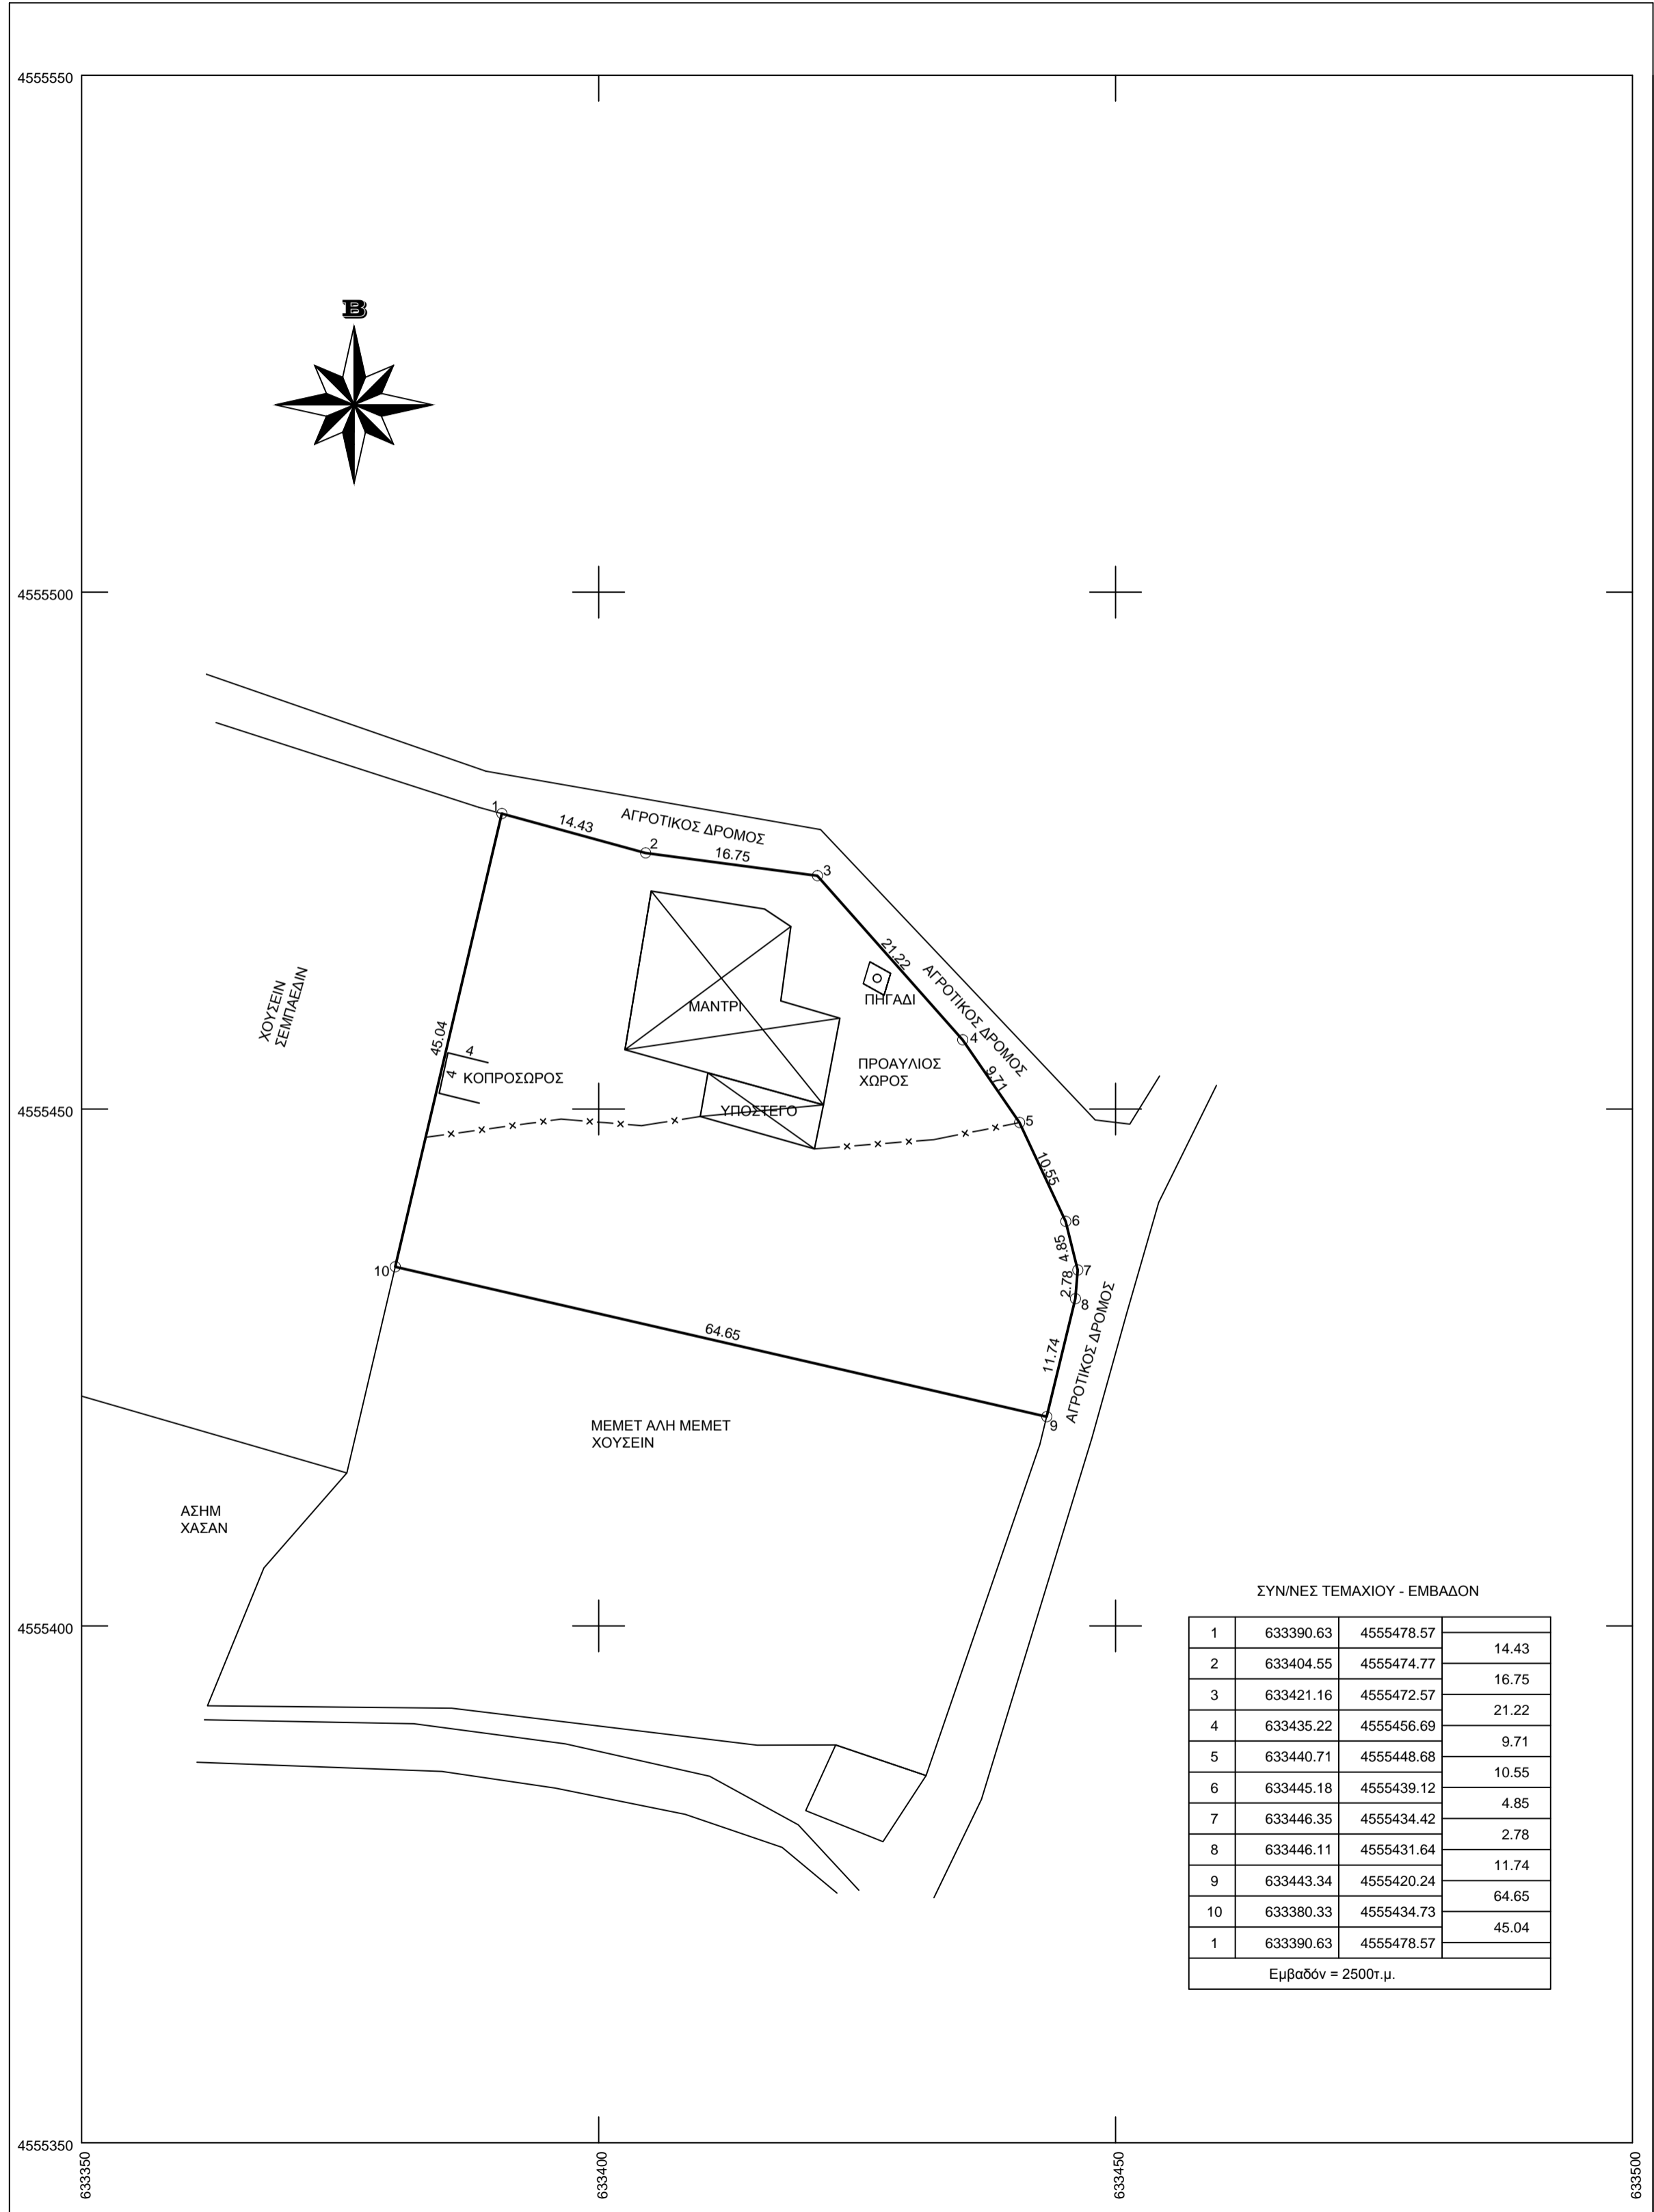 4555550
B
4555500
1
14.43
ΑΓΡΟΤΙΚΟΣ ΔΡΟΜΟΣ
2
16.75
3
21.22
ΑΓΡΟΤΙΚΟΣ ΔΡΟΜΟΣ
ΧΟΥΣΕΙΝ
ΣΕΜΠΑΕΔΙΝ
ΜΑΝΤΡΙ
ΠΗΓΑΔΙ
45.04
4
4
4
ΚΟΠΡΟΣΩΡΟΣ
ΠΡΟΑΥΛΙΟΣ
ΧΩΡΟΣ
9.71
4555450
ΥΠΟΣΤΕΓΟ
5
10.55
6
4.85
10
7
2.78
8
ΑΓΡΟΤΙΚΟΣ ΔΡΟΜΟΣ
64.65
11.74
9
ΜΕΜΕΤ ΑΛΗ ΜΕΜΕΤ
ΧΟΥΣΕΙΝ
ΑΣΗΜ
ΧΑΣΑΝ
4555400
ΣΥΝ/ΝΕΣ ΤΕΜΑΧΙΟΥ - ΕΜΒΑΔΟΝ
1 633390.63 4555478.57
14.43
2 633404.55 4555474.77
16.75
3 633421.16 4555472.57
21.22
4 633435.22 4555456.69
9.71
5 633440.71 4555448.68
10.55
6 633445.18 4555439.12
4.85
7 633446.35 4555434.42
2.78
8 633446.11 4555431.64
11.74
9 633443.34 4555420.24
64.65
10 633380.33 4555434.73
45.04
1 633390.63 4555478.57
Εμβαδόν = 2500τ.μ.
4555350
633350
633400
633450
633500